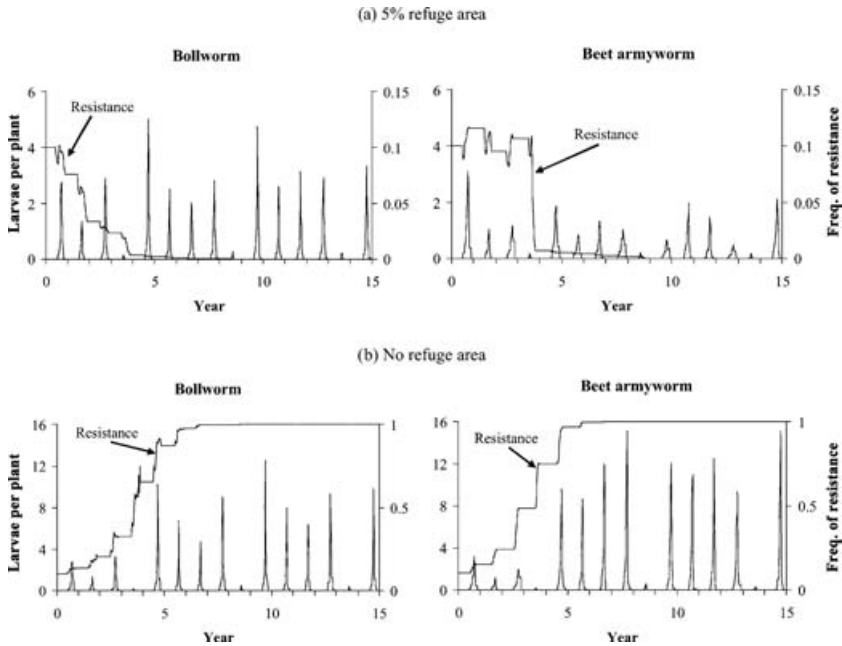 (a) 5% refuge area
Bollworm
Beet armyworm
Larvae per plant
6
4
2
0
Resistance
0.15
0.1
0.05
0
0 5 10 15
Year
6
4
2
0
Resistance
0.15
0.1
0.05
0
Freq. of resistance
0 5 10 15
Year
(b) No refuge area
Bollworm
Beet armyworm
Larvae per plant
16
12
8
4
0
Resistance
1
0.5
0
0 5 10 15
Year
16
12
8
4
0
Resistance
1
0.5
0
Freq. of resistance
0 5 10 15
Year